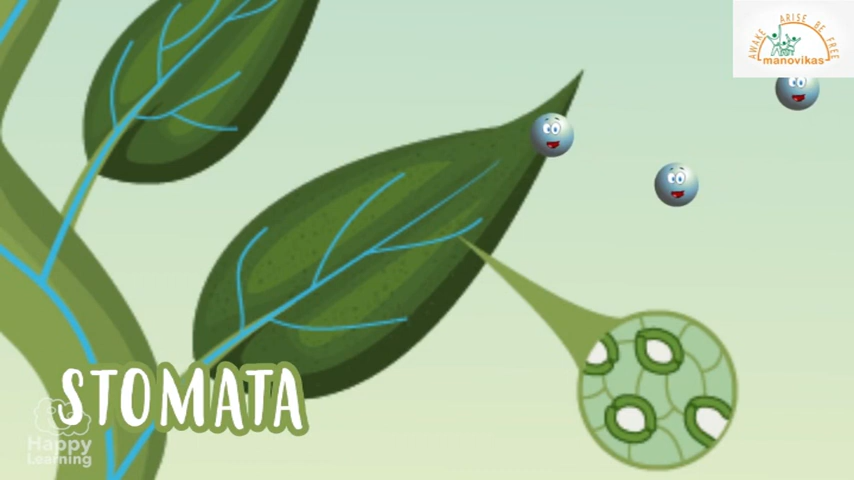 AWAKE ARISE BE FREE
manovikas
STOMATA
Happy
Learning